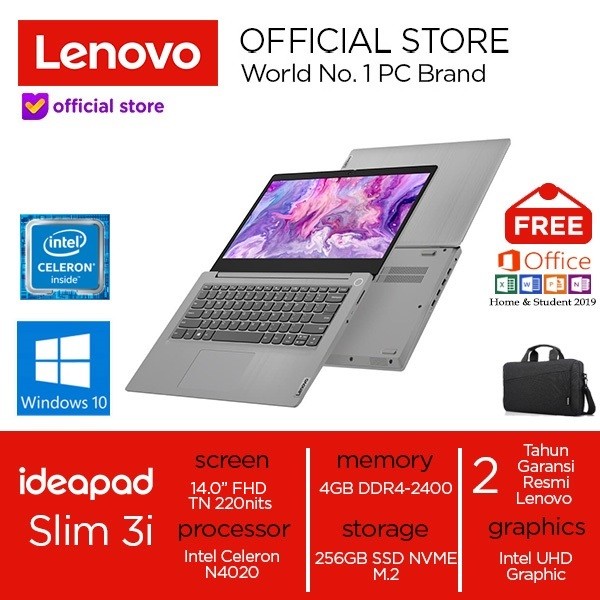 Lenovo
OFFICIAL STORE
World No. 1 PC Brand
official store
intel
CELERON®
inside™
Windows 10
Lenovo
FREE
Office
Home & Student 2019
ideapad
Slim 3i
screen
14.0" FHD
TN 220nits
processor
Intel Celeron
N4020
memory
4GB DDR4-2400
storage
256GB SSD NVME
M.2
2
Tahun
Garansi
Resmi
Lenovo
graphics
Intel UHD
Graphic